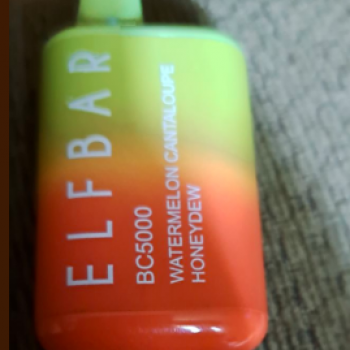 ELFBAR
BC5000
WATERMELON CANTALOUPE
HONEYDEW